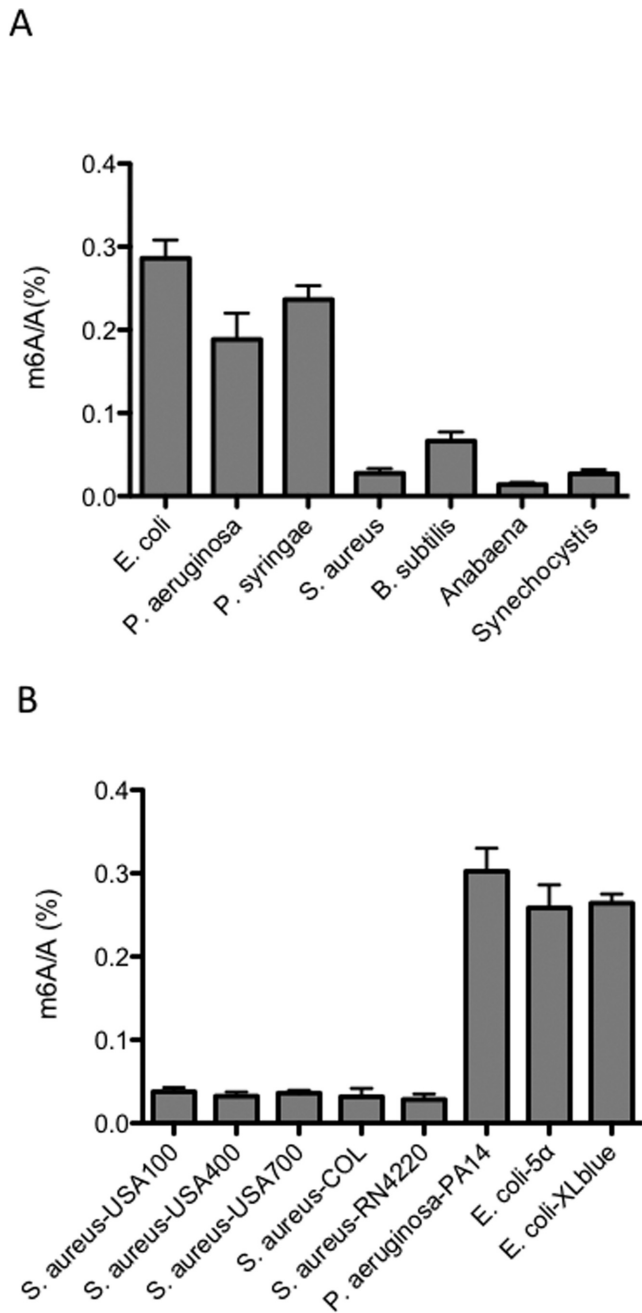 A
0.4
0.3
0.2
0.1
0.0
m6A/A(%)
E. coli
P. aeruginosa
P. syringae
S. aureus
B. subtilis
Anabaena
Synechocystis
B
0.4
0.3
0.2
0.1
0.0
m6A/A (%)
S. aureus-USA100
S. aureus-USA400
S. aureus-USA700
S. aureus-COL
S. aureus-RN4220
P. aeruginosa-PA14
E. coli-5α
E. coli-XLblue